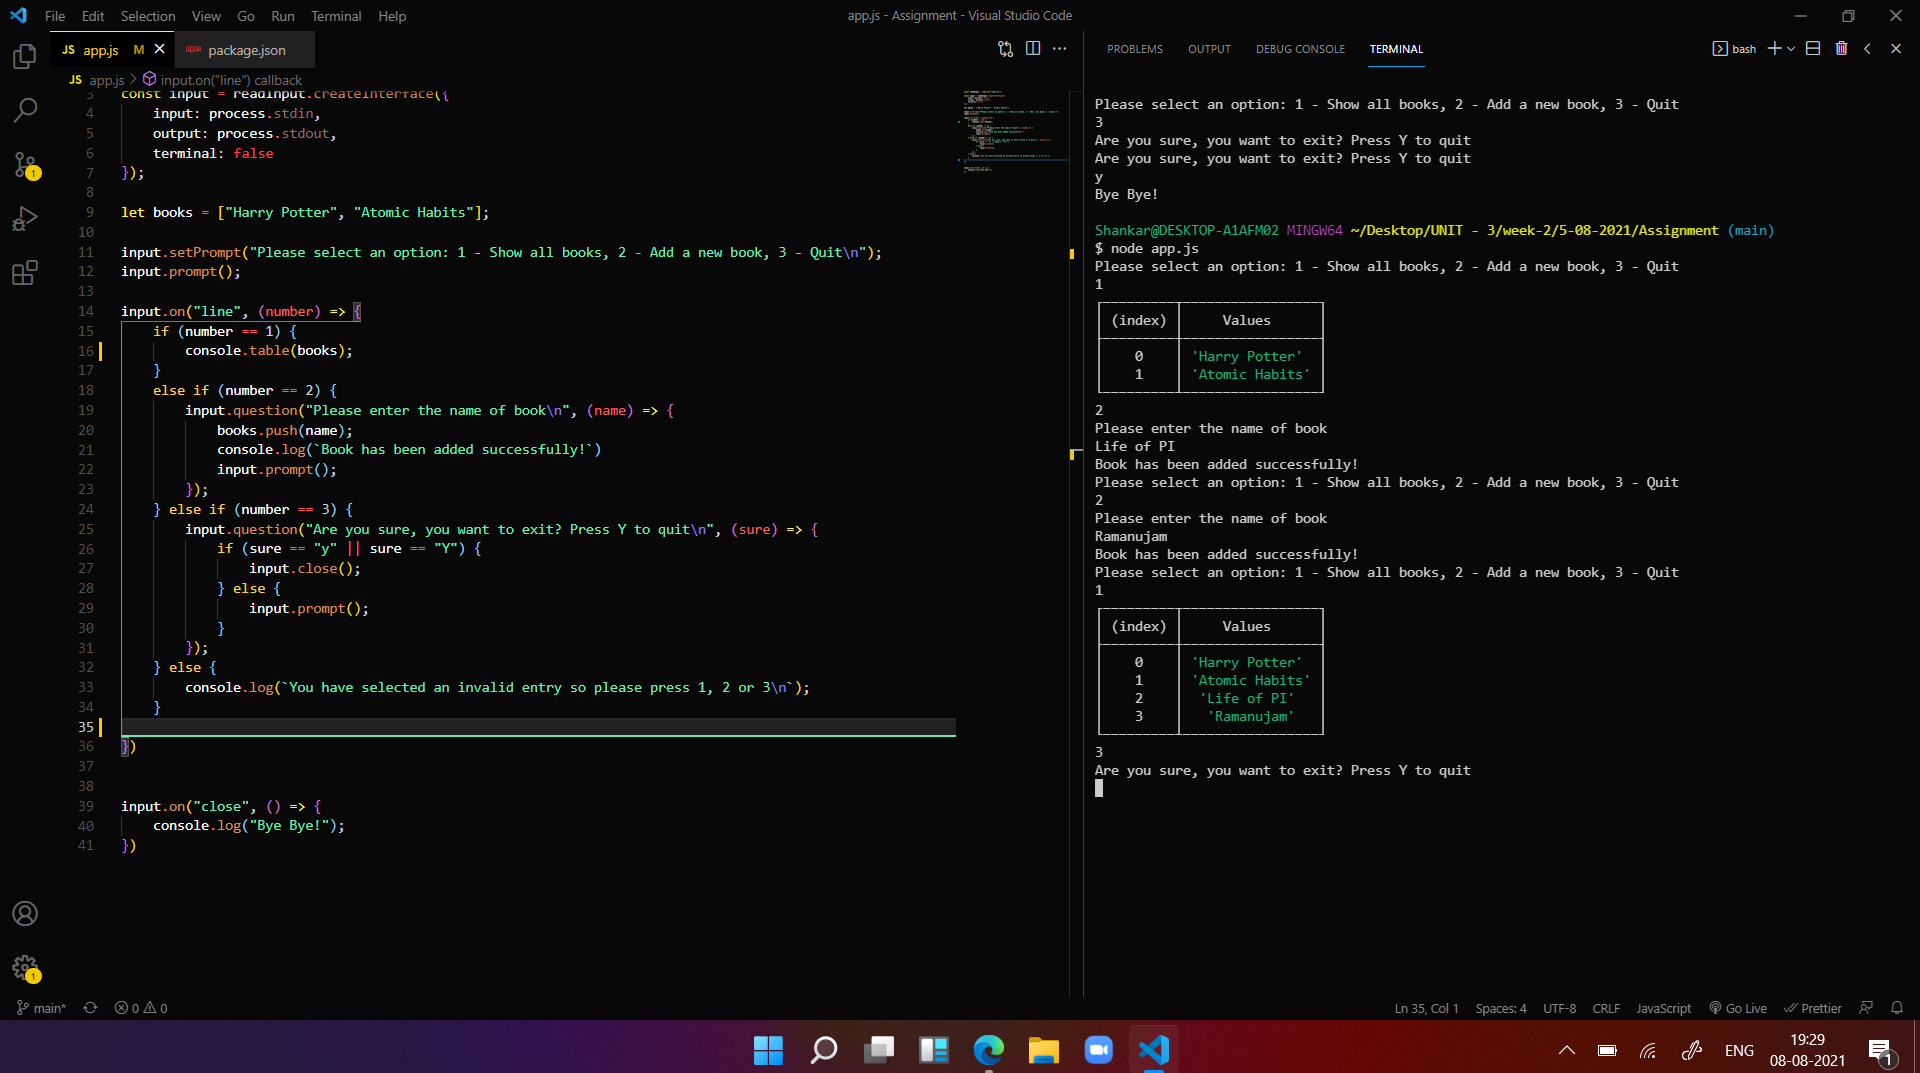 File Edit Selection View Go Run Terminal Help
app.js - Assignment - Visual Studio Code
JS app.js M
package.json
JS app.js > input.on("line") callback
3 const input = readInput.createInterface({
4 input: process.stdin,
5 output: process.stdout,
6 terminal: false
7 });
8
9 let books = ["Harry Potter", "Atomic Habits"];
10
11 input.setPrompt("Please select an option: 1 - Show all books, 2 - Add a new book, 3 - Quit\n");
12 input.prompt();
13
14 input.on("line", (number) => {
15 if (number == 1) {
16 console.table(books);
17 }
18 else if (number == 2) {
19 input.question("Please enter the name of book\n", (name) => {
20 books.push(name);
21 console.log(`Book has been added successfully!`)
22 input.prompt();
23 });
24 } else if (number == 3) {
25 input.question("Are you sure, you want to exit? Press Y to quit\n", (sure) => {
26 if (sure == "y" || sure == "Y") {
27 input.close();
28 } else {
29 input.prompt();
30 }
31 });
32 } else {
33 console.log(`You have selected an invalid entry so please press 1, 2 or 3\n`);
34 }
35
36 })
37
38
39 input.on("close", () => {
40 console.log("Bye Bye!");
41 })
PROBLEMS OUTPUT DEBUG CONSOLE TERMINAL
bash
Please select an option: 1 - Show all books, 2 - Add a new book, 3 - Quit
3
Are you sure, you want to exit? Press Y to quit
Are you sure, you want to exit? Press Y to quit
y
Bye Bye!
Shankar@DESKTOP-A1AFM02 MINGW64 ~/Desktop/UNIT - 3/week-2/5-08-2021/Assignment (main)
$ node app.js
Please select an option: 1 - Show all books, 2 - Add a new book, 3 - Quit
1
(index) Values
0 'Harry Potter'
1 'Atomic Habits'
2
Please enter the name of book
Life of PI
Book has been added successfully!
Please select an option: 1 - Show all books, 2 - Add a new book, 3 - Quit
2
Please enter the name of book
Ramanujam
Book has been added successfully!
Please select an option: 1 - Show all books, 2 - Add a new book, 3 - Quit
1
(index) Values
0 'Harry Potter'
1 'Atomic Habits'
2 'Life of PI'
3 'Ramanujam'
3
Are you sure, you want to exit? Press Y to quit
1
1
main* 0 0
Ln 35, Col 1 Spaces: 4 UTF-8 CRLF JavaScript Go Live Prettier
ENG
19:29
08-08-2021
1